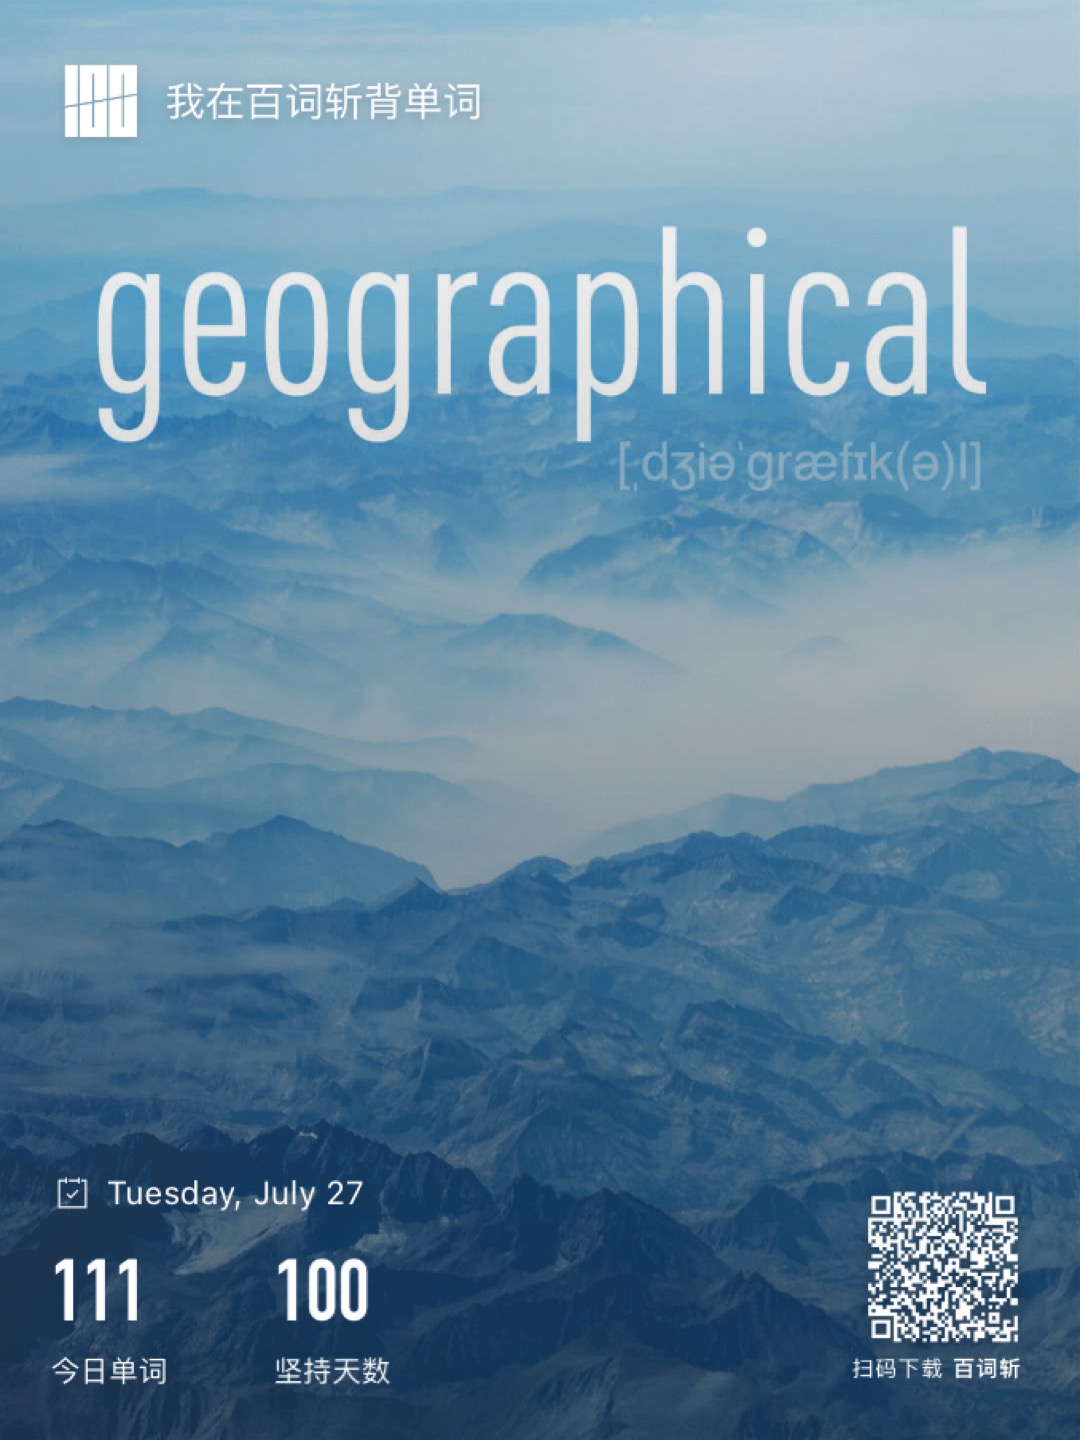 100 我在百词斩背单词
geographical
[ˌdʒiəˈɡræfɪk(ə)l]
Tuesday, July 27
111 100
今日单词 坚持天数
扫码下载 百词斩